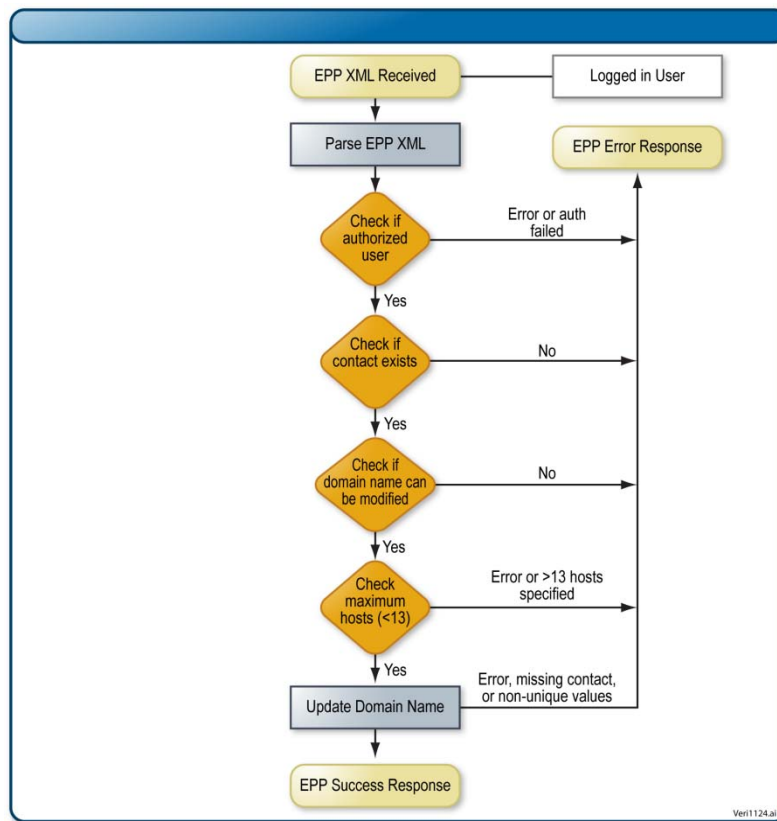 EPP XML Received
Logged in User
Parse EPP XML
EPP Error Response
Check if
authorized
user
Error or auth
failed
Yes
Check if
contact exists
No
Yes
Check if
domain name can
be modified
No
Yes
Check
maximum
hosts (<13)
Error or >13 hosts
specified
Yes
Update Domain Name
Error, missing contact,
or non-unique values
EPP Success Response
Veri1124.ai